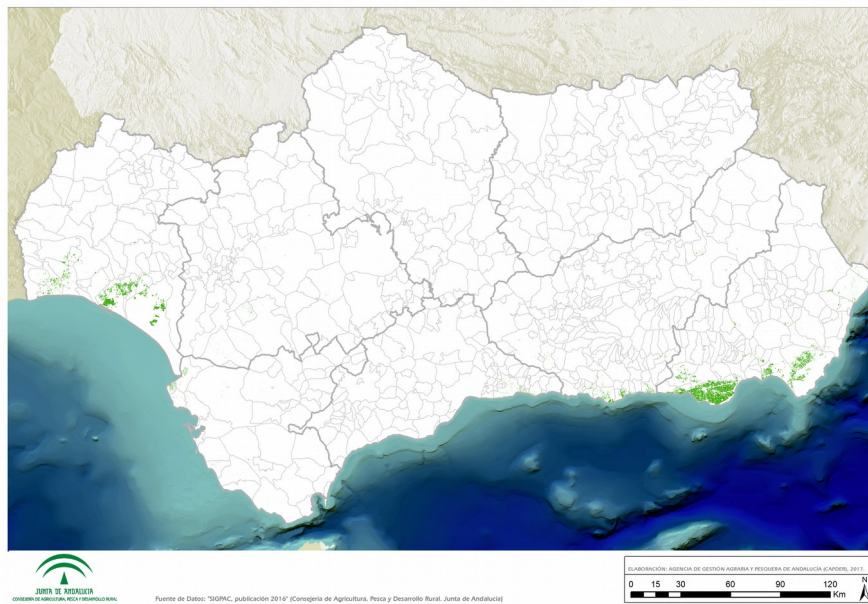 JUNTA DE ANDALUCIA
CONSEJERÍA DE AGRICULTURA, PESCA Y DESARROLLO RURAL
Fuente de Datos: "SIGPAC, publicación 2016" (Consejería de Agricultura, Pesca y Desarrollo Rural. Junta de Andalucía)
ELABORACIÓN: AGENCIA DE GESTIÓN AGRARIA Y PESQUERA DE ANDALUCÍA (CAPDER), 2017.
0 15 30 60 90 120
Km
N